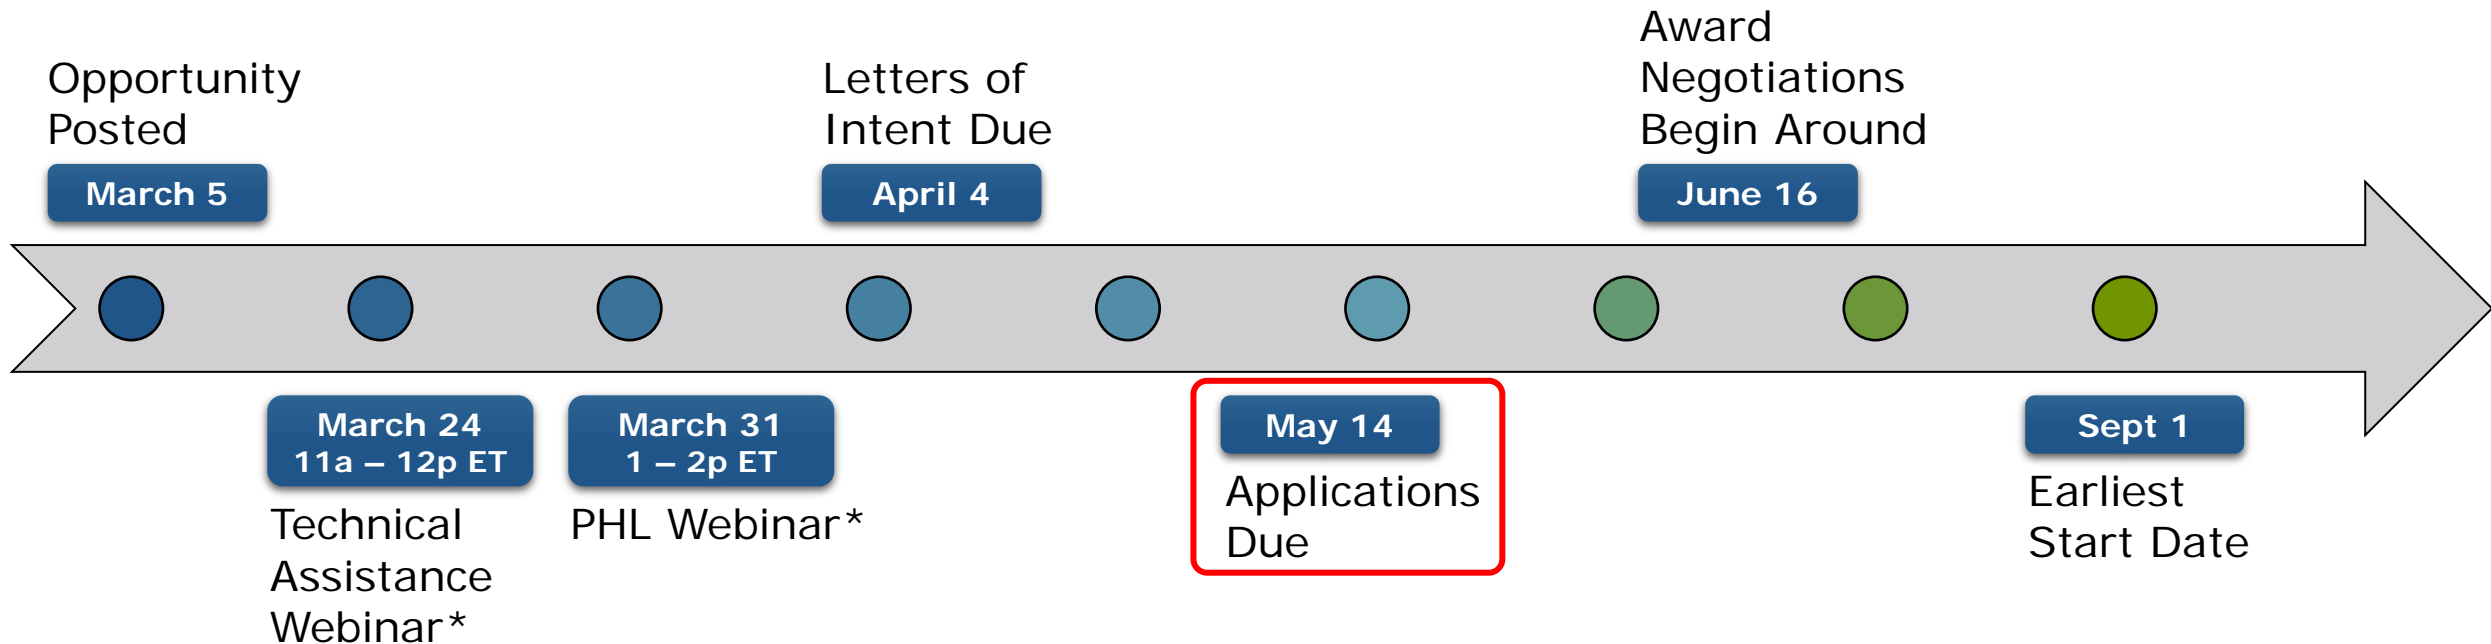 Opportunity
Posted
March 5
Letters of
Intent Due
April 4
Award
Negotiations
Begin Around
June 16
March 24
11a – 12p ET
Technical
Assistance
Webinar*
March 31
1 – 2p ET
PHL Webinar*
May 14
Applications
Due
Sept 1
Earliest
Start Date